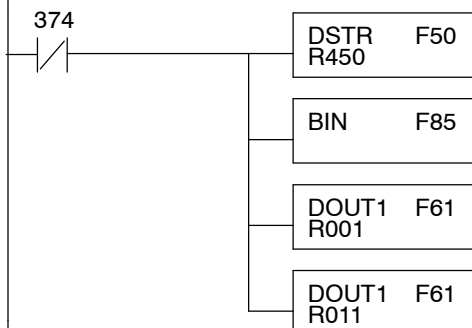 374
DSTR F50
R450
BIN F85
DOUT1 F61
R001
DOUT1 F61
R011